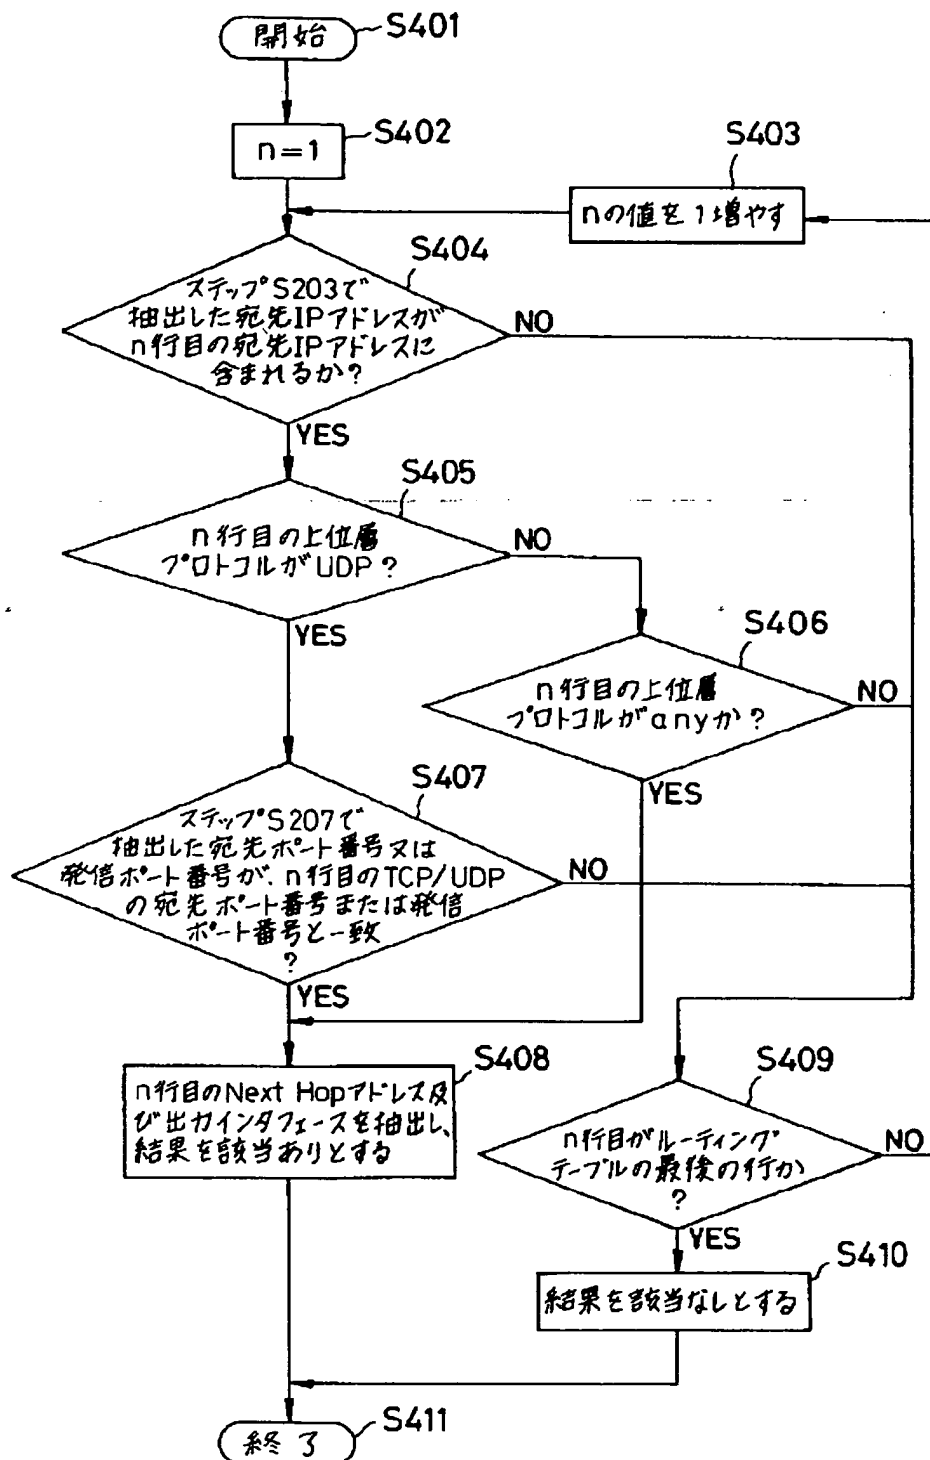 開始
S401
n=1
S402
S403
nの値を1増やす
S404
ステップS203で
抽出した宛先IPアドレスが
n行目の宛先IPアドレスに
含まれるか?
NO
YES
S405
n行目の上位層
プロトコルがUDP?
NO
YES
S406
n行目の上位層
プロトコルがanyか?
NO
YES
S407
ステップS207で
抽出した宛先ポート番号又は
発信ポート番号が、n行目のTCP/UDP
の宛先ポート番号または発信
ポート番号と一致
?
NO
YES
S408
n行目のNext Hopアドレス及
び出力インタフェースを抽出し、
結果を該当ありとする
S409
n行目がルーティング
テーブルの最後の行か
?
NO
YES
S410
結果を該当なしとする
S411
終了